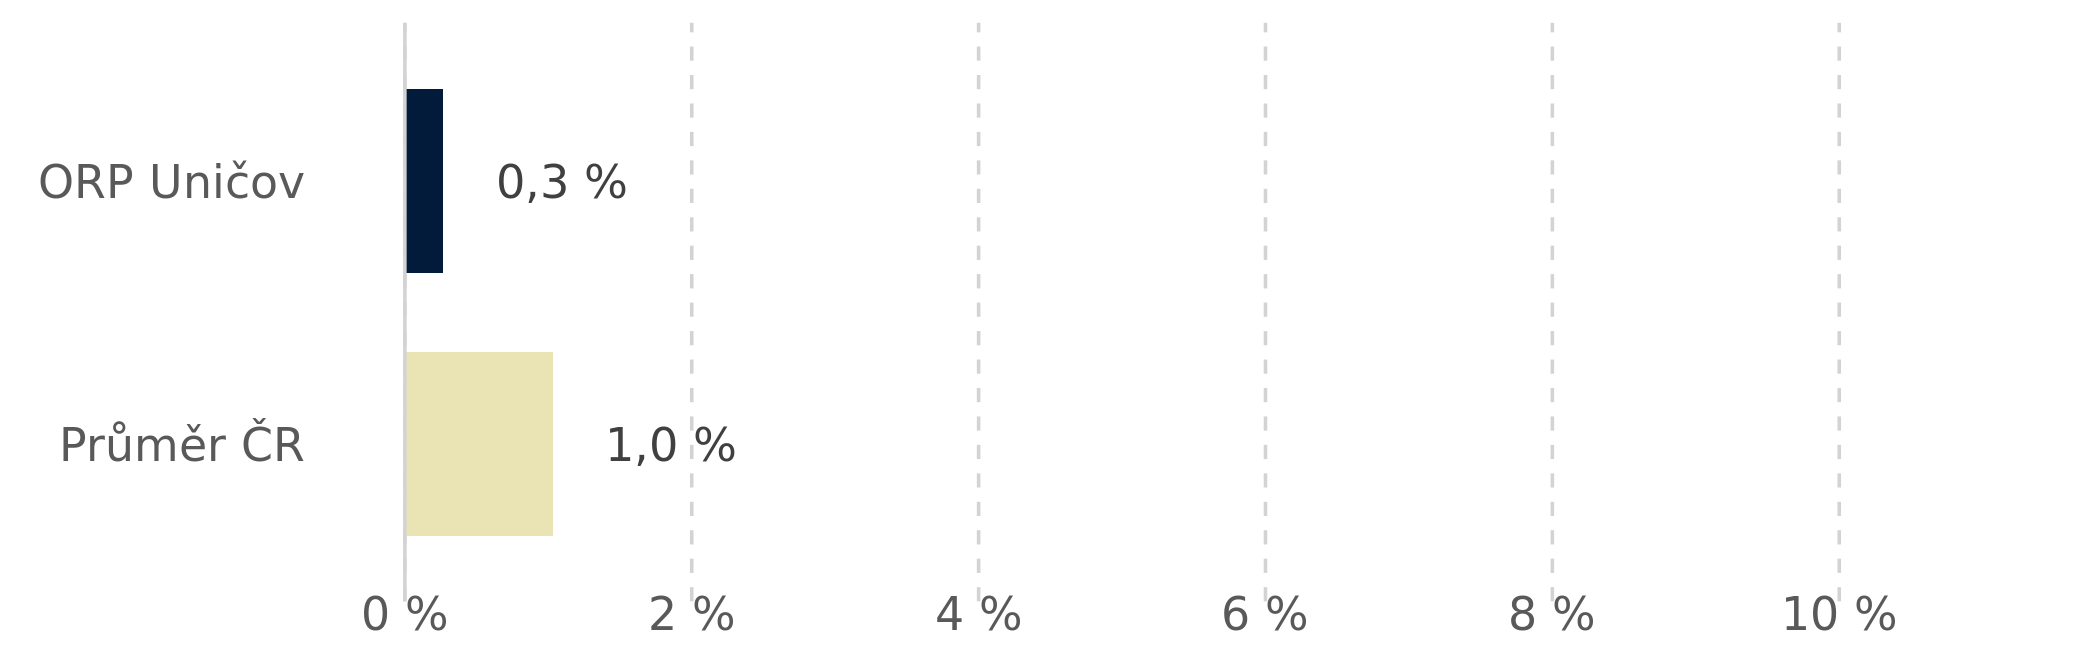 ORP Uničov 0,3 %
Průměr ČR 1,0 %
0 % 2 % 4 % 6 % 8 % 10 %